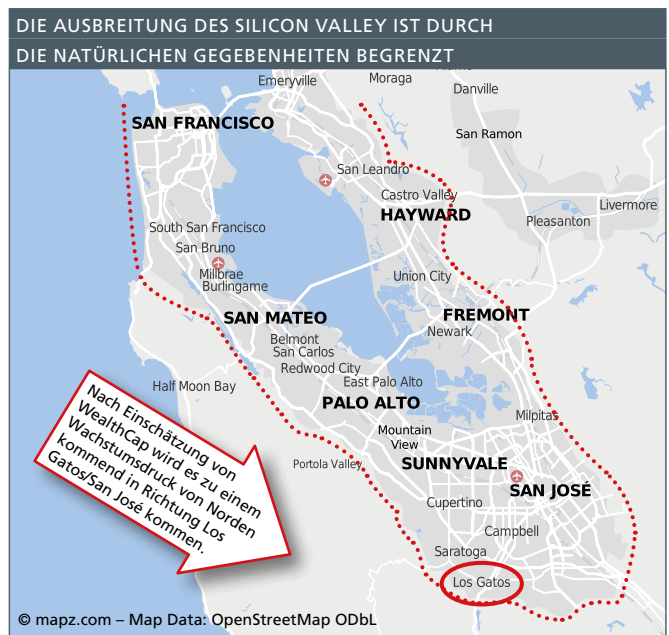 DIE AUSBREITUNG DES SILICON VALLEY IST DURCH
DIE NATÜRLICHEN GEGEBENHEITEN BEGRENZT
Emeryville
Moraga
Danville
SAN FRANCISCO
San Ramon
San Leandro
Castro Valley
Livermore
HAYWARD
Pleasanton
South San Francisco
San Bruno
Millbrae
Burlingame
Union City
SAN MATEO
FREMONT
Newark
Belmont
San Carlos
Redwood City
Half Moon Bay
East Palo Alto
PALO ALTO
Milpitas
Mountain
View
Portola Valley
SUNNYVALE
SAN JOSÉ
Cupertino
Campbell
Saratoga
Los Gatos
Nach Einschätzung von
WealthCap wird es zu einem
Wachstumsdruck von Norden
kommend in Richtung Los
Gatos/San José kommen.
© mapz.com – Map Data: OpenStreetMap ODbL